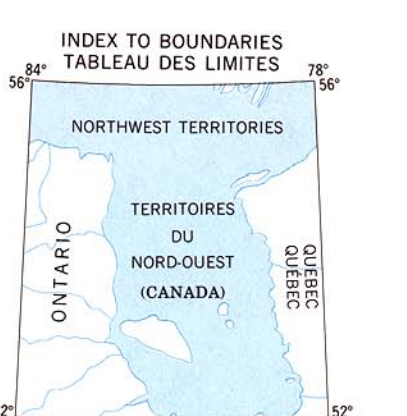 INDEX TO BOUNDARIES
TABLEAU DES LIMITES
84°
78°
56°
56°
NORTHWEST TERRITORIES
TERRITOIRES
DU
NORD-OUEST
(CANADA)
ONTARIO
QUEBEC
QUÉBEC
2°
52°